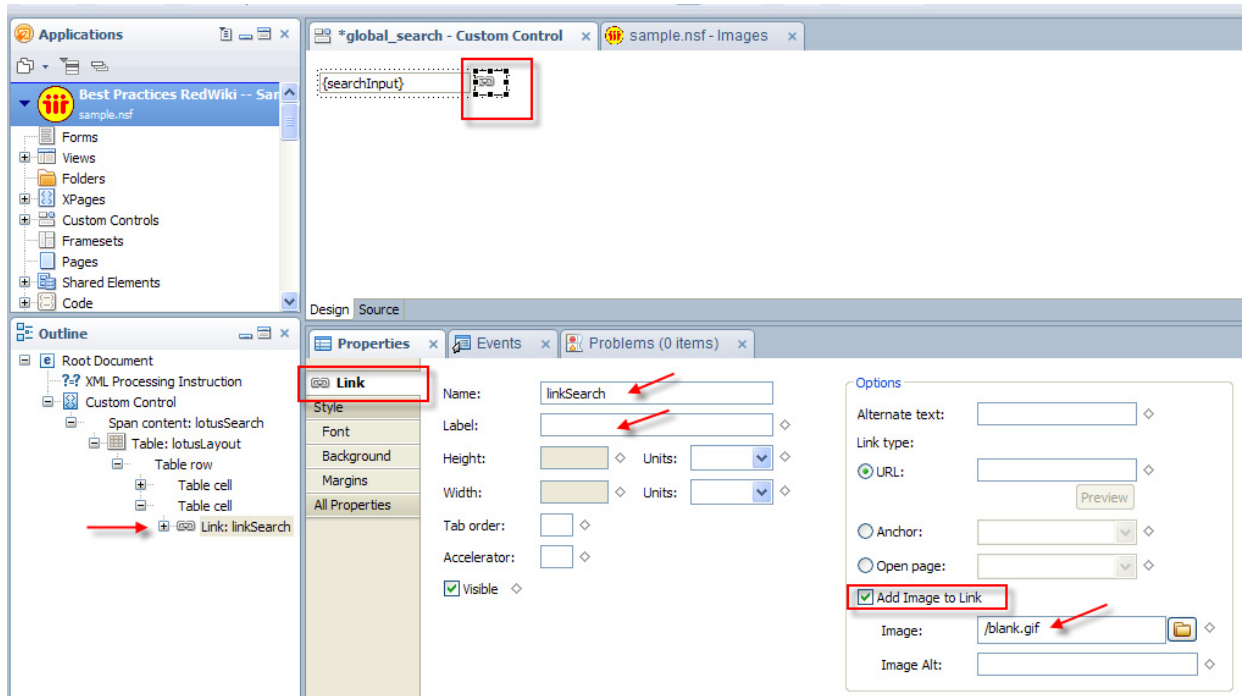 Applications
*global_search - Custom Control
sample.nsf - Images
{searchInput}
Best Practices RedWiki -- Sar
sample.nsf
Forms
Views
Folders
XPages
Custom Controls
Framesets
Pages
Shared Elements
Code
Design Source
Outline
Root Document
?=? XML Processing Instruction
Custom Control
Span content: lotusSearch
Table: lotusLayout
Table row
Table cell
Table cell
Link: linkSearch
Properties
Events
Problems (0 items)
Link
Style
Font
Background
Margins
All Properties
Name: linkSearch
Label:
Height: Units:
Width: Units:
Tab order:
Accelerator:
Visible
Options
Alternate text:
Link type:
URL:
Preview
Anchor:
Open page:
Add Image to Link
Image: /blank.gif
Image Alt: